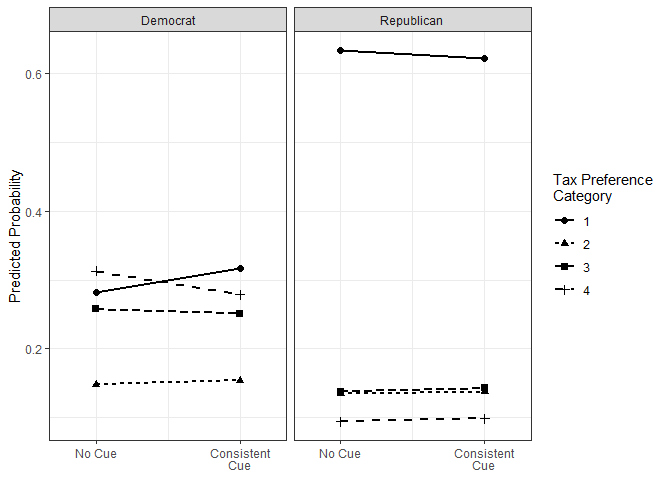 Democrat
Republican
Predicted Probability
0.6
0.4
0.2
No Cue
Consistent
Cue
No Cue
Consistent
Cue
Tax Preference
Category
1
2
3
4